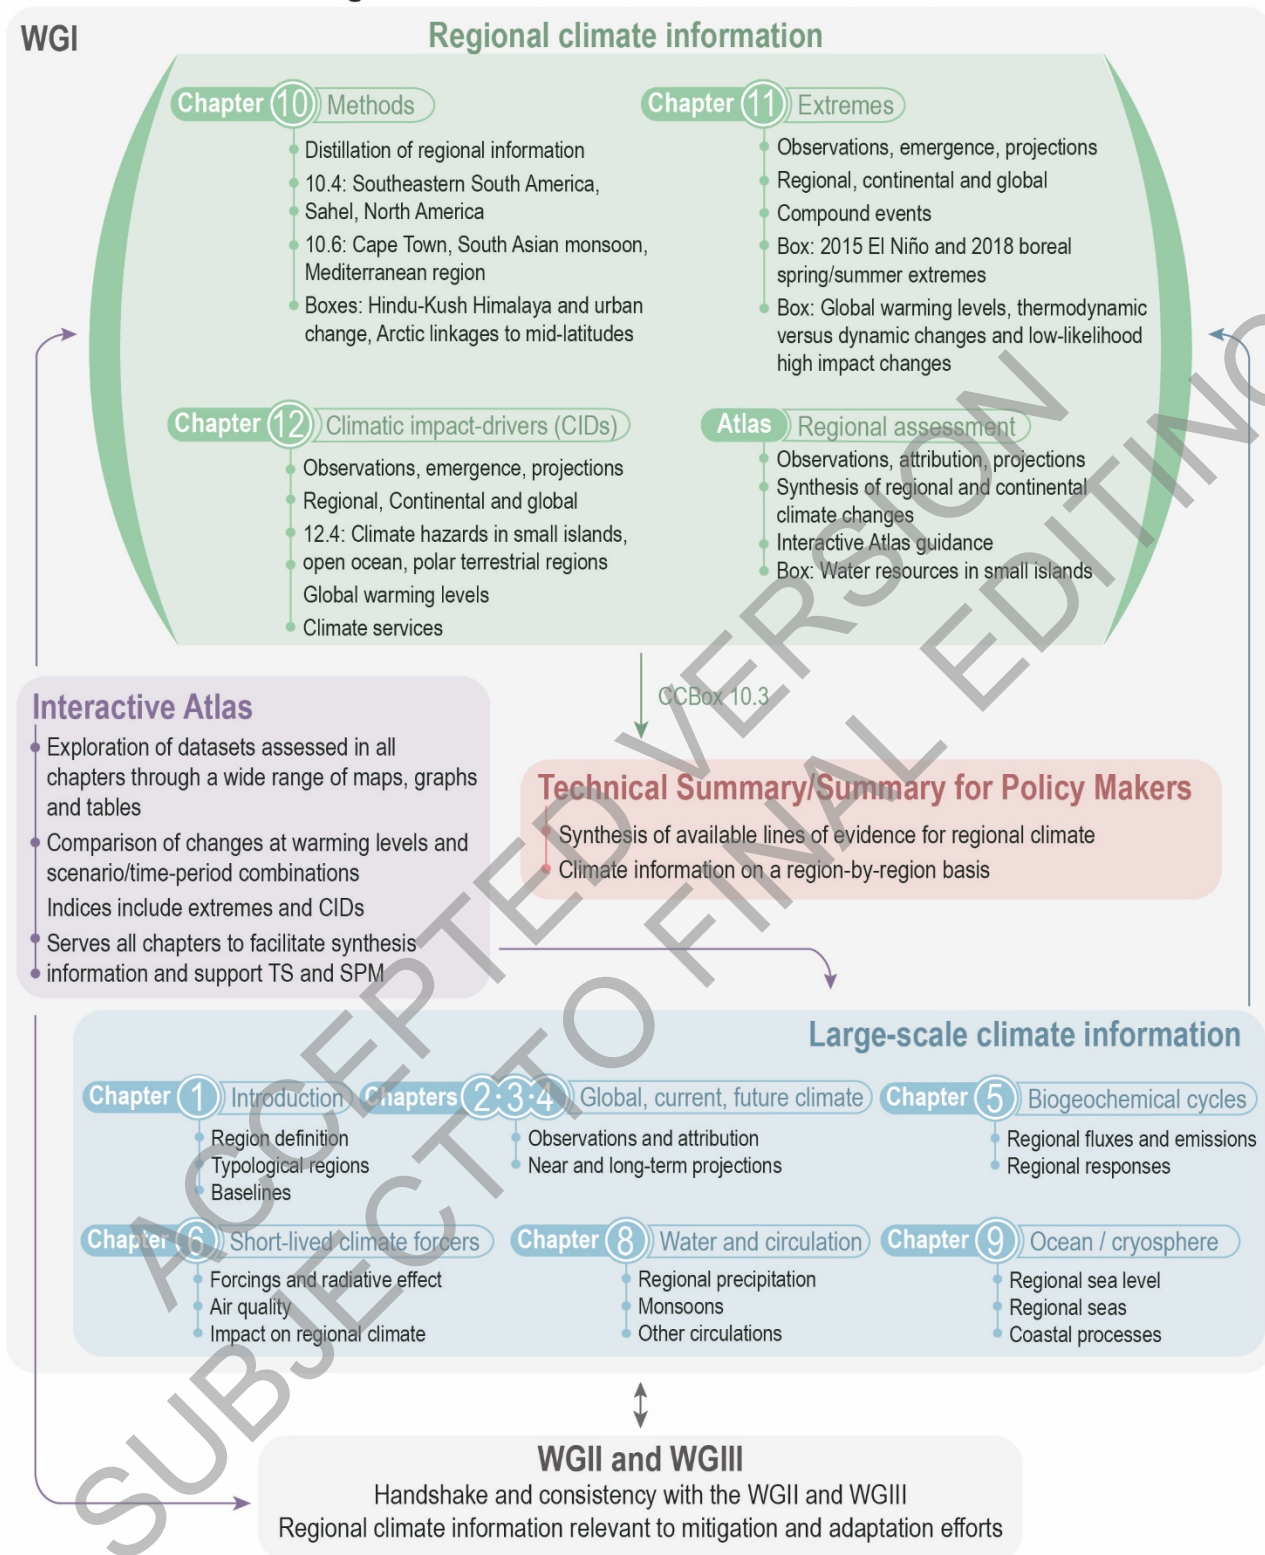 WGI
Regional climate information
Chapter 10 Methods
Distillation of regional information
10.4: Southeastern South America,
Sahel, North America
10.6: Cape Town, South Asian monsoon,
Mediterranean region
Boxes: Hindu-Kush Himalaya and urban
change, Arctic linkages to mid-latitudes
Chapter 11 Extremes
Observations, emergence, projections
Regional, continental and global
Compound events
Box: 2015 El Niño and 2018 boreal
spring/summer extremes
Box: Global warming levels, thermodynamic
versus dynamic changes and low-likelihood
high impact changes
Chapter 12 Climatic impact-drivers (CIDs)
Observations, emergence, projections
Regional, Continental and global
12.4: Climate hazards in small islands,
open ocean, polar terrestrial regions
Global warming levels
Climate services
Atlas Regional assessment
Observations, attribution, projections
Synthesis of regional and continental
climate changes
Interactive Atlas guidance
Box: Water resources in small islands
CCBox 10.3
Interactive Atlas
Exploration of datasets assessed in all
chapters through a wide range of maps, graphs
and tables
Comparison of changes at warming levels and
scenario/time-period combinations
Indices include extremes and CIDs
Serves all chapters to facilitate synthesis
information and support TS and SPM
Technical Summary/Summary for Policy Makers
Synthesis of available lines of evidence for regional climate
Climate information on a region-by-region basis
Large-scale climate information
Chapter 1 Introduction
Region definition
Typological regions
Baselines
Chapters 2·3·4 Global, current, future climate
Observations and attribution
Near and long-term projections
Chapter 5 Biogeochemical cycles
Regional fluxes and emissions
Regional responses
Chapter 6 Short-lived climate forcers
Forcings and radiative effect
Air quality
Impact on regional climate
Chapter 8 Water and circulation
Regional precipitation
Monsoons
Other circulations
Chapter 9 Ocean / cryosphere
Regional sea level
Regional seas
Coastal processes
WGII and WGIII
Handshake and consistency with the WGII and WGIII
Regional climate information relevant to mitigation and adaptation efforts
ACCEPTED VERSION
SUBJECT TO FINAL EDITING